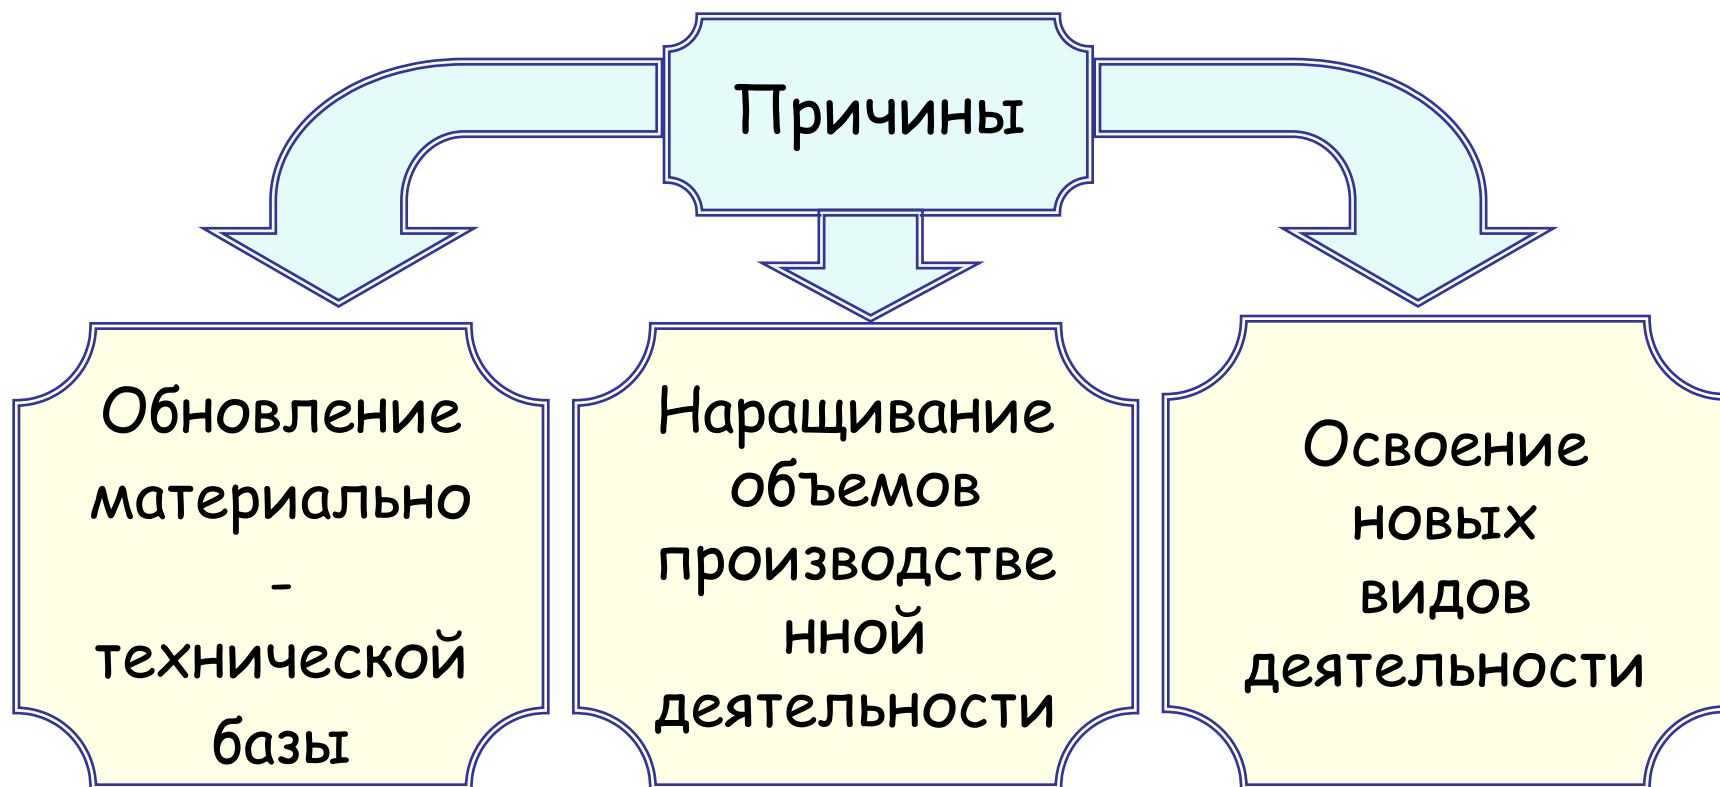 Причины
Обновление
материально
-
технической
базы
Наращивание
объемов
производстве
нной
деятельности
Освоение
новых
видов
деятельности